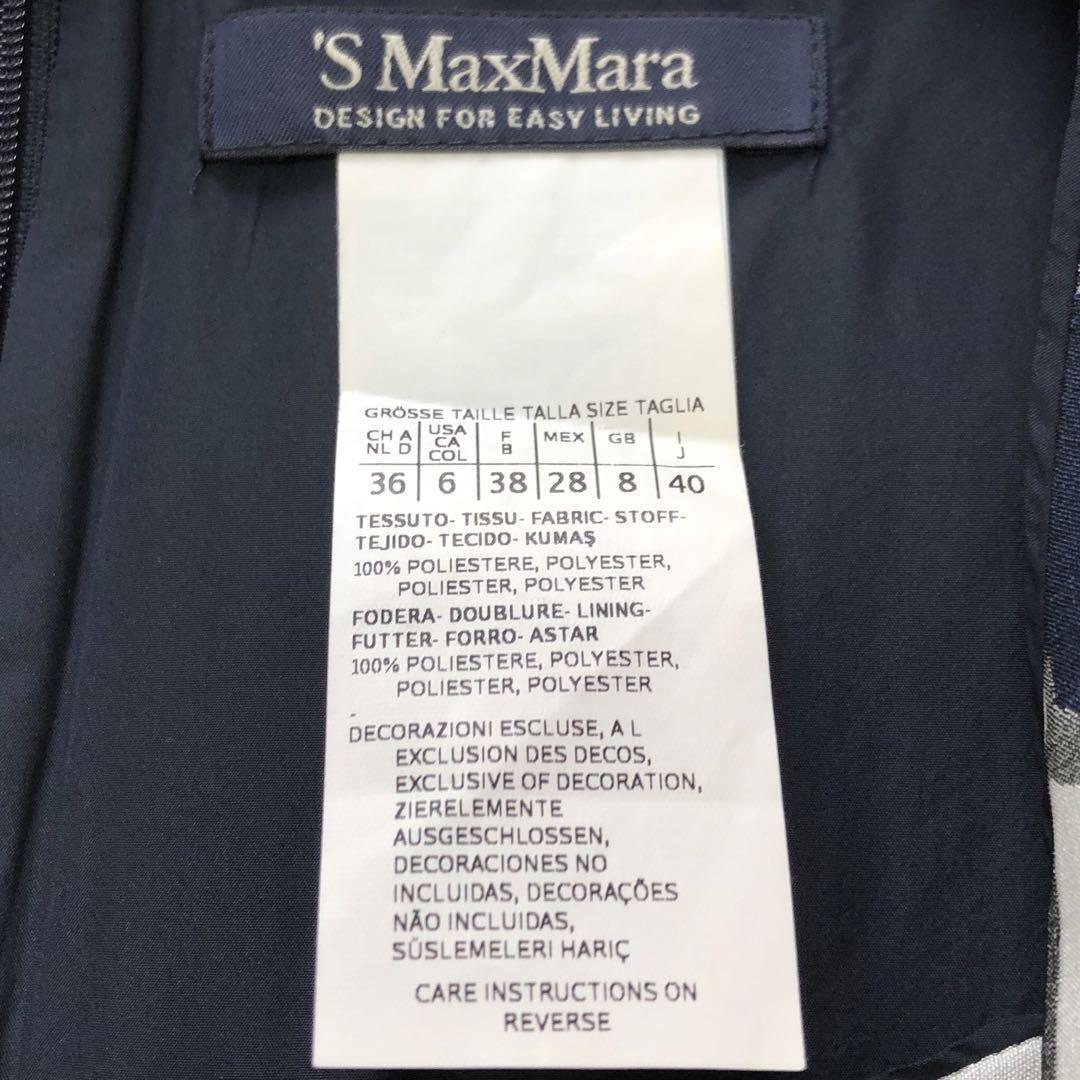 'S MaxMara
DESIGN FOR EASY LIVING
GRÖSSE TAILLE TALLA SIZE TAGLIA
CH A NL D USA CA COL F B MEX GB I J
36 6 38 28 8 40
TESSUTO- TISSU- FABRIC- STOFF-
TEJIDO- TECIDO- KUMAŞ
100% POLIESTERE, POLYESTER,
POLIESTER, POLYESTER
FODERA- DOUBLURE- LINING-
FUTTER- FORRO- ASTAR
100% POLIESTERE, POLYESTER,
POLIESTER, POLYESTER
DECORAZIONI ESCLUSE, A L
EXCLUSION DES DECOS,
EXCLUSIVE OF DECORATION,
ZIERELEMENTE
AUSGESCHLOSSEN,
DECORACIONES NO
INCLUIDAS, DECORAÇÕES
NÃO INCLUIDAS,
SÜSLEMELERI HARIÇ
CARE INSTRUCTIONS ON
REVERSE